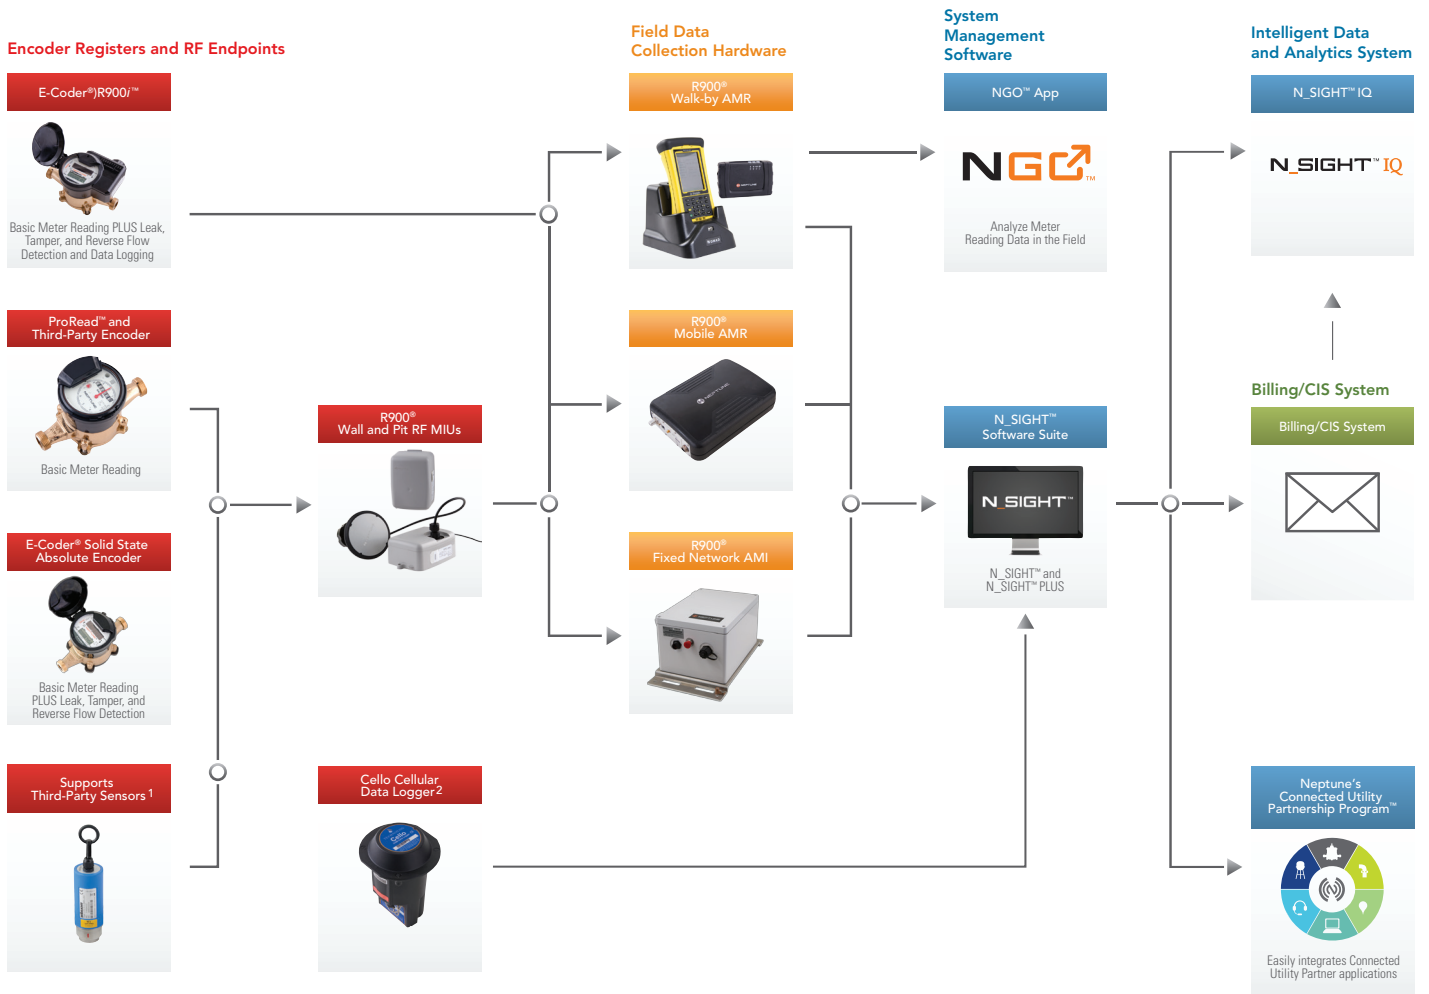 Encoder Registers and RF Endpoints
E-Coder®)R900i™
Basic Meter Reading PLUS Leak,
Tamper, and Reverse Flow
Detection and Data Logging
ProRead™ and
Third-Party Encoder
Basic Meter Reading
E-Coder® Solid State
Absolute Encoder
Basic Meter Reading
PLUS Leak, Tamper, and
Reverse Flow Detection
Supports
Third-Party Sensors 1
R900®
Wall and Pit RF MIUs
Cello Cellular
Data Logger 2
Cello
Field Data
Collection Hardware
R900®
Walk-by AMR
R900®
Mobile AMR
NEPTUNE
R900®
Fixed Network AMI
System
Management
Software
NGO™ App
NGO™
Analyze Meter
Reading Data in the Field
N_SIGHT™
Software Suite
N_SIGHT™
N_SIGHT™ and
N_SIGHT™ PLUS
Intelligent Data
and Analytics System
N_SIGHT™ IQ
N_SIGHT™ IQ
Billing/CIS System
Billing/CIS System
Neptune's
Connected Utility
Partnership Program™
Easily integrates Connected
Utility Partner applications